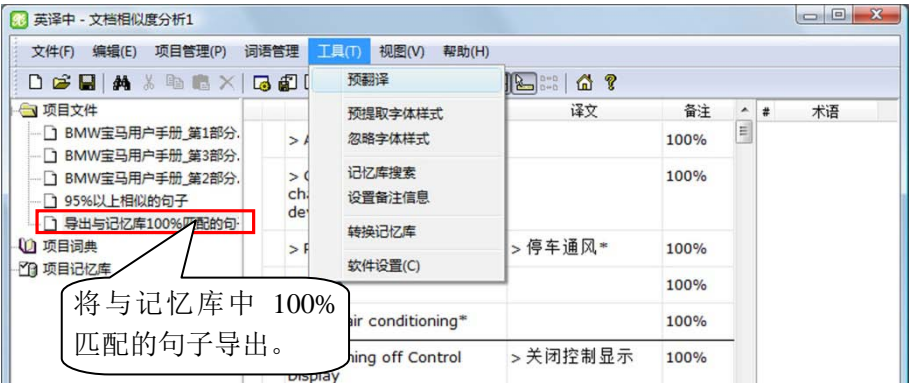 英译中 - 文档相似度分析1
文件(F) 编辑(E) 项目管理(P) 词语管理 工具(T) 视图(V) 帮助(H)
预翻译
预提取字体样式
忽略字体样式
记忆库搜索
设置备注信息
转换记忆库
软件设置(C)
项目文件
BMW宝马用户手册_第1部分.
BMW宝马用户手册_第3部分.
BMW宝马用户手册_第2部分.
95%以上相似的句子
导出与记忆库100%匹配的句
项目词典
项目记忆库
译文 备注 # 术语
100%
100%
> 停车通风* 100%
100%
air conditioning* 100%
Control > 关闭控制显示 100%
Display
将与记忆库中 100%
匹配的句子导出。